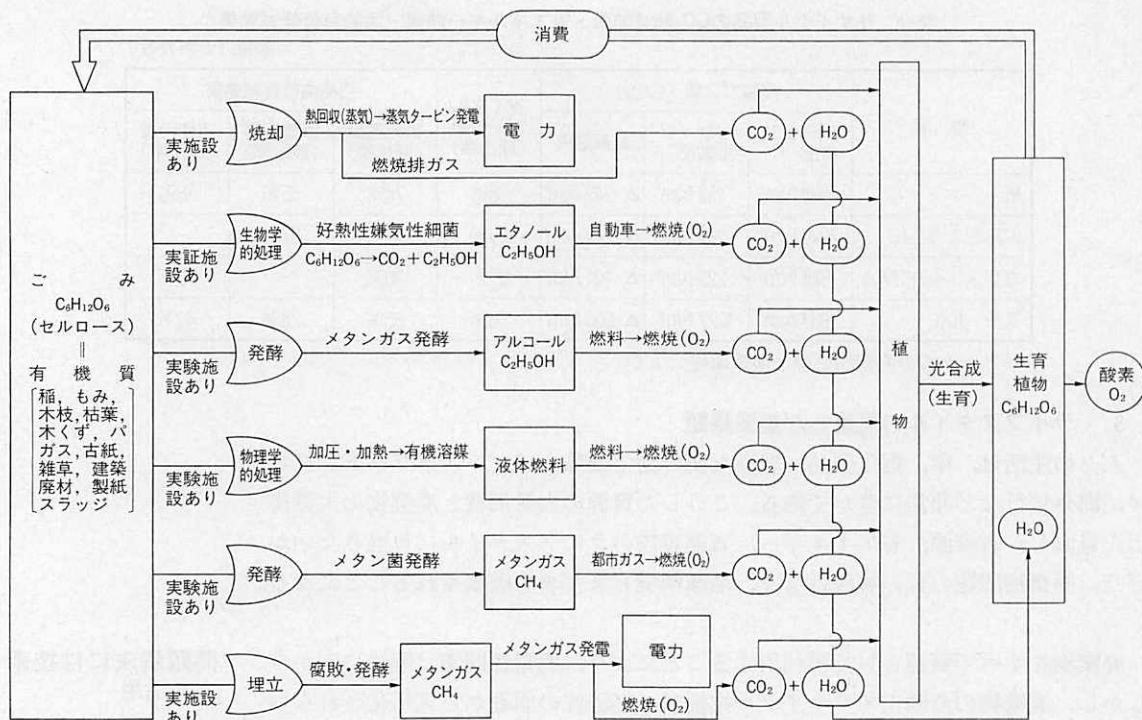 消費
ごみ
C₆H₁₂O₆
(セルロース)
‖
有機質
稲，もみ，
木枝，枯葉，
木くず，バ
ガス，古紙，
雑草，建築
廃材，製紙
スラッジ
実施設
あり
焼却
熱回収(蒸気)→蒸気タービン発電
燃焼排ガス
電力
CO₂ + H₂O
実証施
設あり
生物学
的処理
好熱性嫌気性細菌
C₆H₁₂O₆→CO₂+C₂H₅OH
エタノール
C₂H₅OH
自動車→燃焼(O₂)
CO₂ + H₂O
実験施
設あり
発酵
メタンガス発酵
アルコール
C₂H₅OH
燃料→燃焼(O₂)
CO₂ + H₂O
実験施
設あり
物理学
的処理
加圧・加熱→有機溶媒
液体燃料
燃料→燃焼(O₂)
CO₂ + H₂O
実験施
設あり
発酵
メタン菌発酵
メタンガス
CH₄
都市ガス→燃焼(O₂)
CO₂ + H₂O
実施設
あり
埋立
腐敗・発酵
メタンガス
CH₄
メタンガス発電
電力
燃焼(O₂)
CO₂ + H₂O
植物
光合成
(生育)
生育
植物
C₆H₁₂O₆
H₂O
酸素
O₂